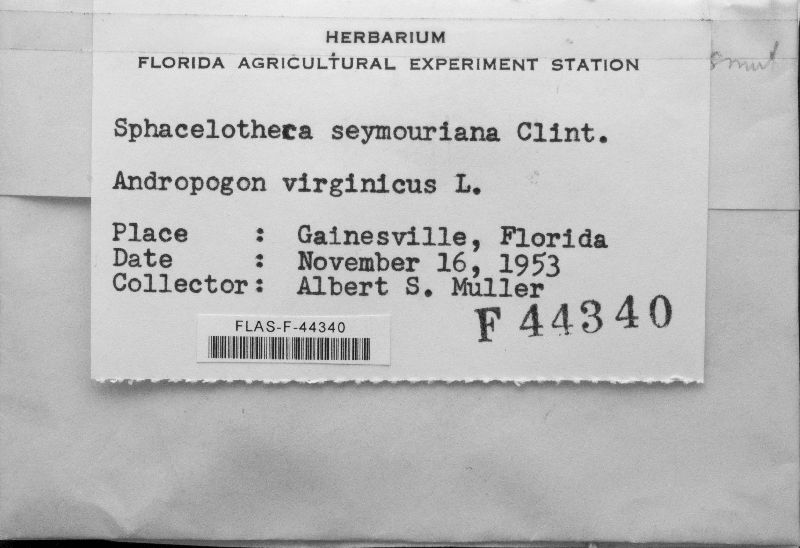 HERBARIUM
FLORIDA AGRICULTURAL EXPERIMENT STATION
smut
Sphacelotheca seymouriana Clint.
Andropogon virginicus L.
Place : Gainesville, Florida
Date : November 16, 1953
Collector: Albert S. Muller
F 44340
FLAS-F-44340